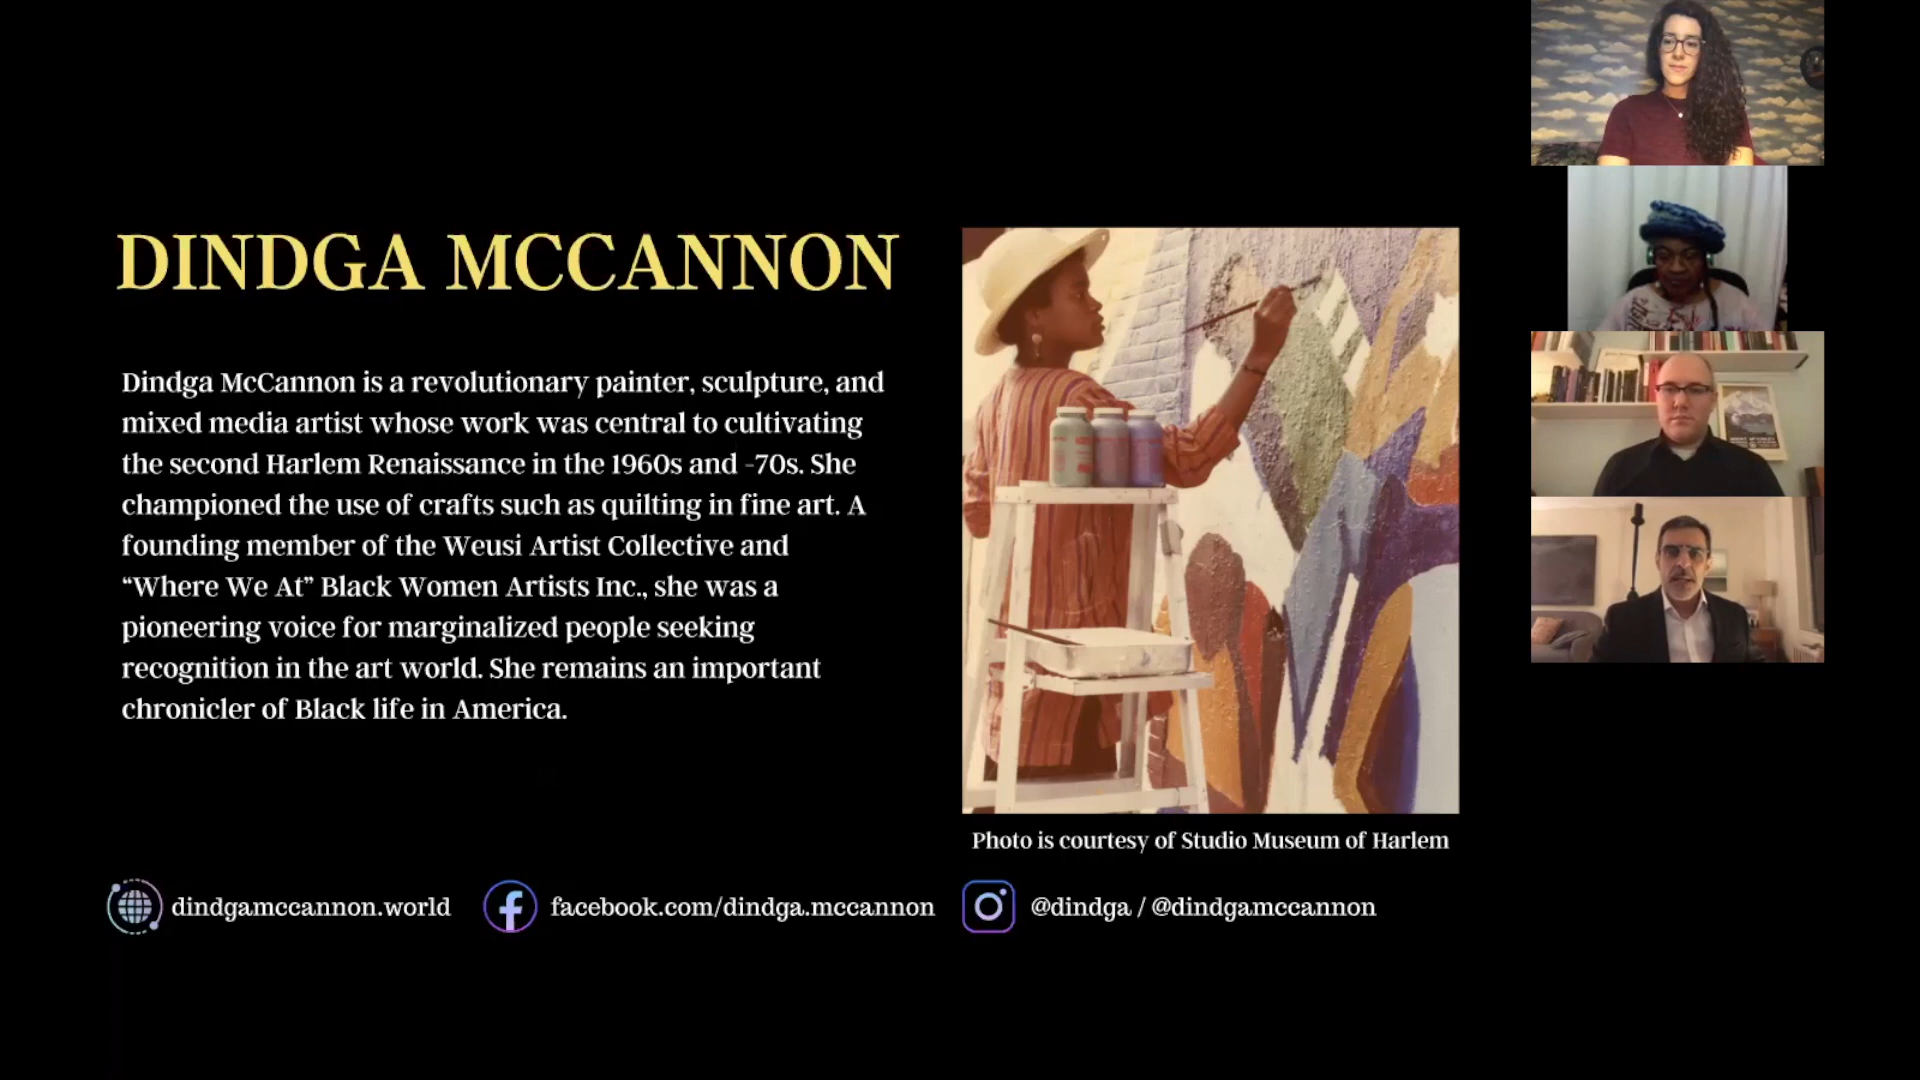 DINDGA MCCANNON
Dindga McCannon is a revolutionary painter, sculpture, and
mixed media artist whose work was central to cultivating
the second Harlem Renaissance in the 1960s and -70s. She
championed the use of crafts such as quilting in fine art. A
founding member of the Weusi Artist Collective and
“Where We At” Black Women Artists Inc., she was a
pioneering voice for marginalized people seeking
recognition in the art world. She remains an important
chronicler of Black life in America.
Photo is courtesy of Studio Museum of Harlem
dindgamccannon.world
facebook.com/dindga.mccannon
@dindga / @dindgamccannon